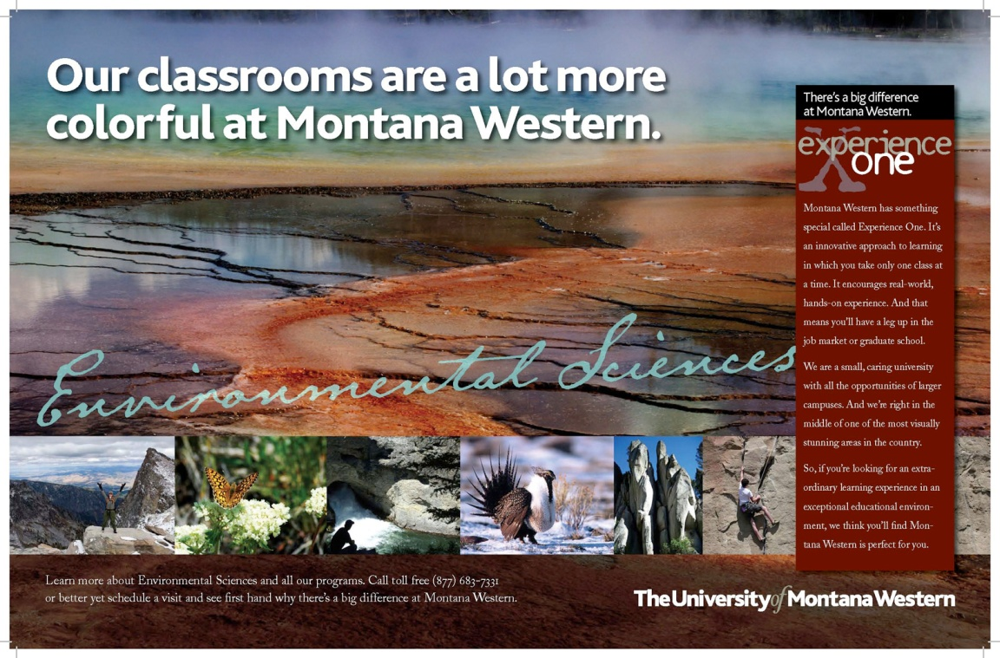 Our classrooms are a lot more
colorful at Montana Western.
There's a big difference
at Montana Western.
experience
one
X
Montana Western has something
special called Experience One. It's
an innovative approach to learning
in which you take only one class at
a time. It encourages real-world,
hands-on experience. And that
means you'll have a leg up in the
job market or graduate school.
We are a small, caring university
with all the opportunities of larger
campuses. And we're right in the
middle of one of the most visually
stunning areas in the country.
So, if you're looking for an extra-
ordinary learning experience in an
exceptional educational environ-
ment, we think you'll find Mon-
tana Western is perfect for you.
Environmental Sciences
Learn more about Environmental Sciences and all our programs. Call toll free (877) 683-7331
or better yet schedule a visit and see first hand why there's a big difference at Montana Western.
The University of Montana Western